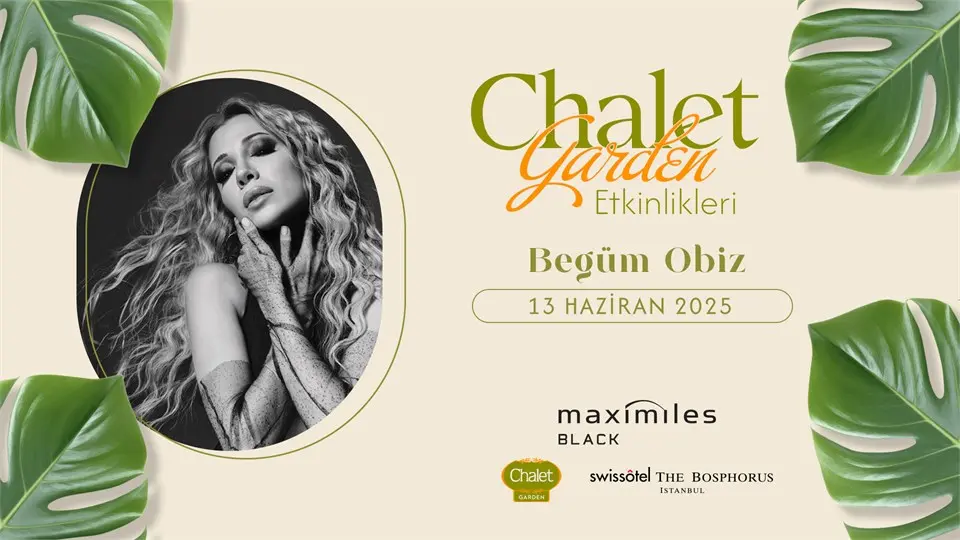 Chalet
Garden
Etkinlikleri
Begüm Obiz
13 HAZİRAN 2025
maximiles
BLACK
Chalet
GARDEN
swissôtel THE BOSPHORUS
ISTANBUL